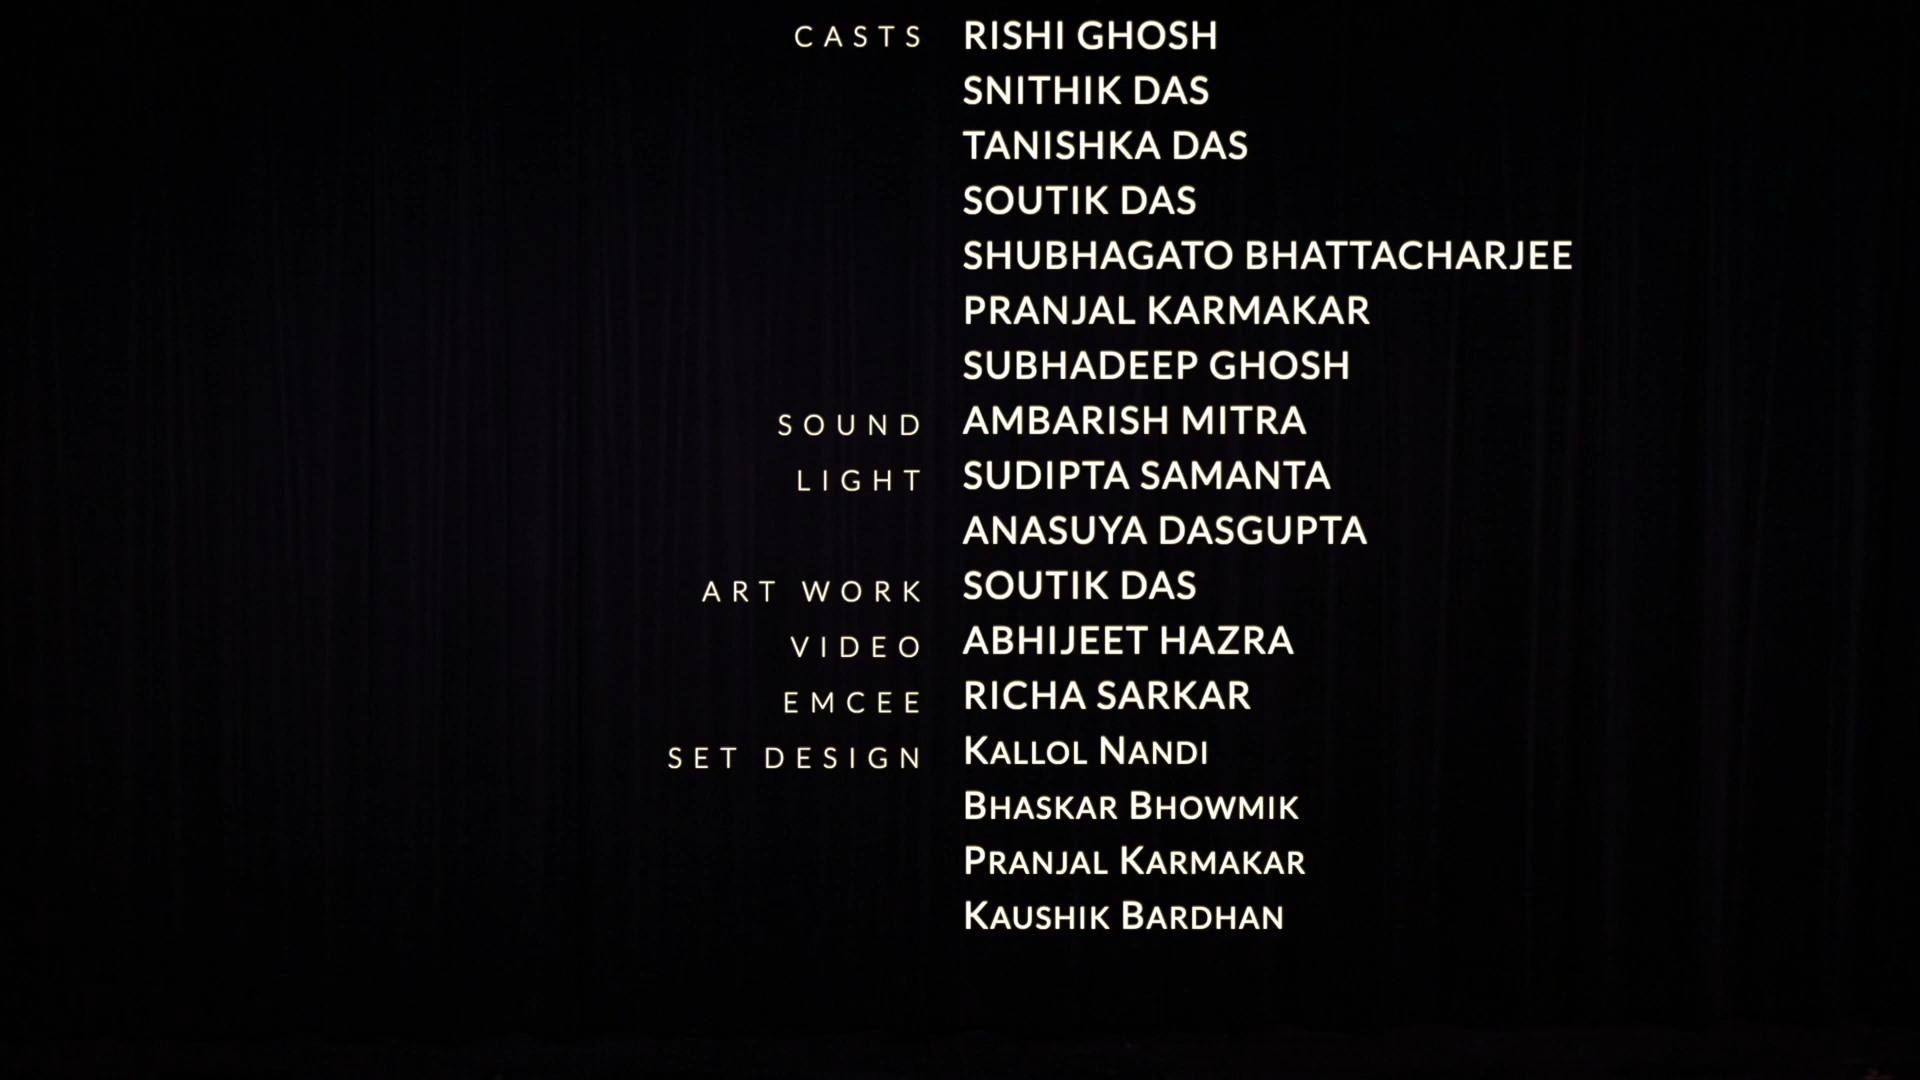 CASTS RISHI GHOSH
SNITHIK DAS
TANISHKA DAS
SOUTIK DAS
SHUBHAGATO BHATTACHARJEE
PRANJAL KARMAKAR
SUBHADEEP GHOSH
SOUND AMBARISH MITRA
LIGHT SUDIPTA SAMANTA
ANASUYA DASGUPTA
ART WORK SOUTIK DAS
VIDEO ABHIJEET HAZRA
EMCEE RICHA SARKAR
SET DESIGN KALLOL NANDI
BHASKAR BHOWMIK
PRANJAL KARMAKAR
KAUSHIK BARDHAN